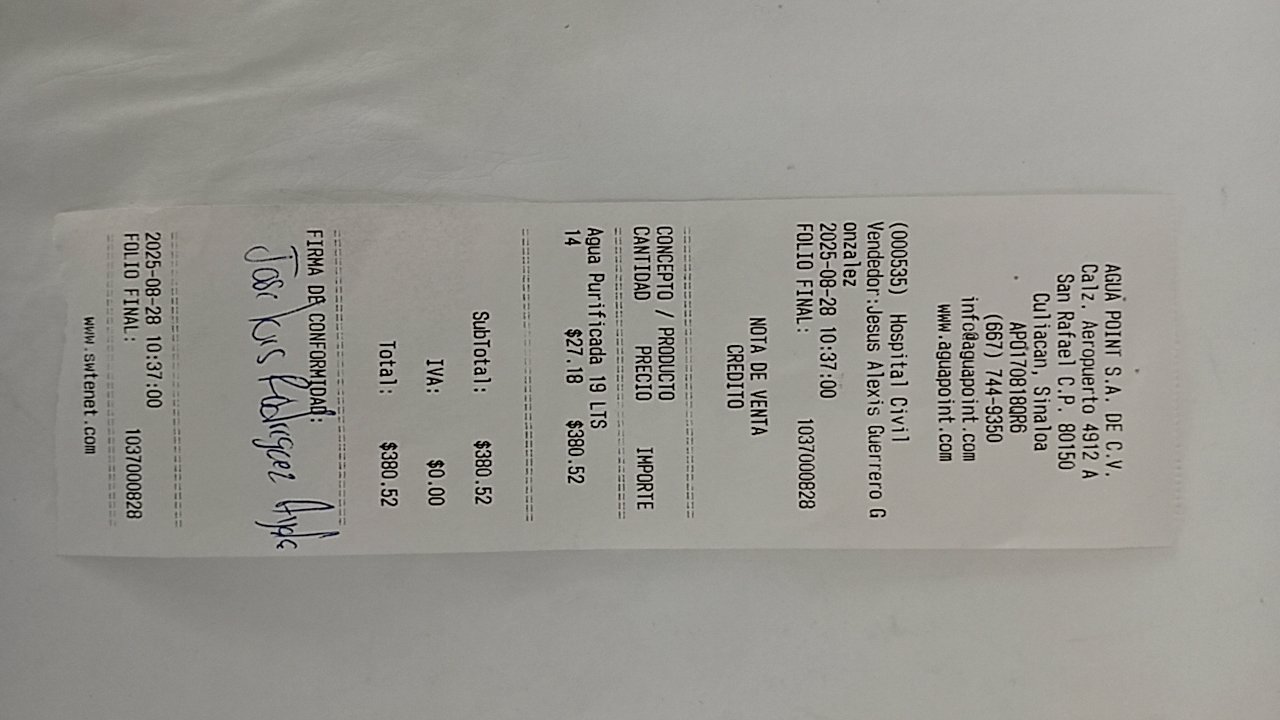 AGUA POINT S.A. DE C.V.
Calz. Aeropuerto 4912 A
San Rafael C.P. 80150
Culiacan, Sinaloa
APO170818QR6
(667) 744-9350
info@aguapoint.com
www.aguapoint.com
(000535) Hospital Civil
Vendedor:Jesus Alexis Guerrero G
onzalez
2025-08-28 10:37:00
FOLIO FINAL: 1037000828
NOTA DE VENTA
CREDITO
CONCEPTO / PRODUCTO
CANTIDAD PRECIO IMPORTE
Agua Purificada 19 LTS
14 $27.18 $380.52
SubTotal: $380.52
IVA: $0.00
Total: $380.52
FIRMA DE CONFORMIDAD:
José Luis Rodriguez
2025-08-28 10:37:00
FOLIO FINAL: 1037000828
www.swtenet.com